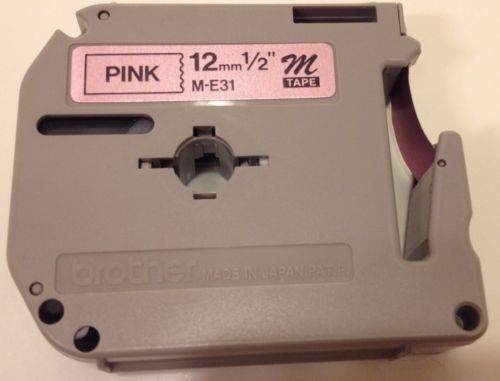 PINK
12mm 1/2" M
M-E31 TAPE
brother MADE IN JAPAN PAT.P.